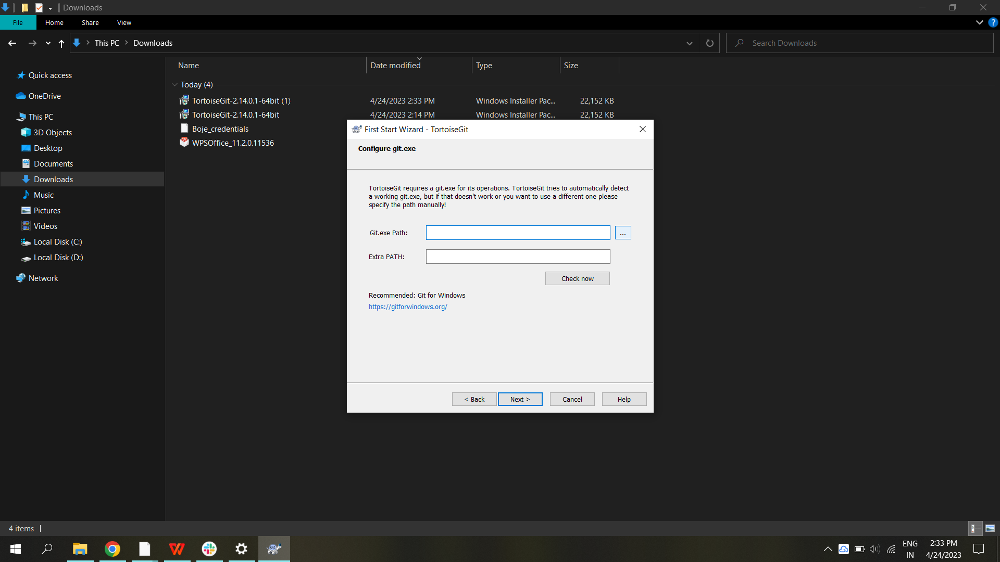 Downloads
File Home Share View
This PC Downloads
Search Downloads
Name Date modified Type Size
Quick access
OneDrive
This PC
3D Objects
Desktop
Documents
Downloads
Music
Pictures
Videos
Local Disk (C:)
Local Disk (D:)
Network
Today (4)
TortoiseGit-2.14.0.1-64bit (1) 4/24/2023 2:33 PM Windows Installer Pac... 22,152 KB
TortoiseGit-2.14.0.1-64bit 4/24/2023 2:14 PM Windows Installer Pac... 22,152 KB
Boje_credentials
WPSOffice_11.2.0.11536
First Start Wizard - TortoiseGit
Configure git.exe
TortoiseGit requires a git.exe for its operations. TortoiseGit tries to automatically detect
a working git.exe, but if that doesn't work or you want to use a different one please
specify the path manually!
Git.exe Path: ...
Extra PATH:
Check now
Recommended: Git for Windows
https://gitforwindows.org/
< Back Next > Cancel Help
4 items
ENG
IN
2:33 PM
4/24/2023